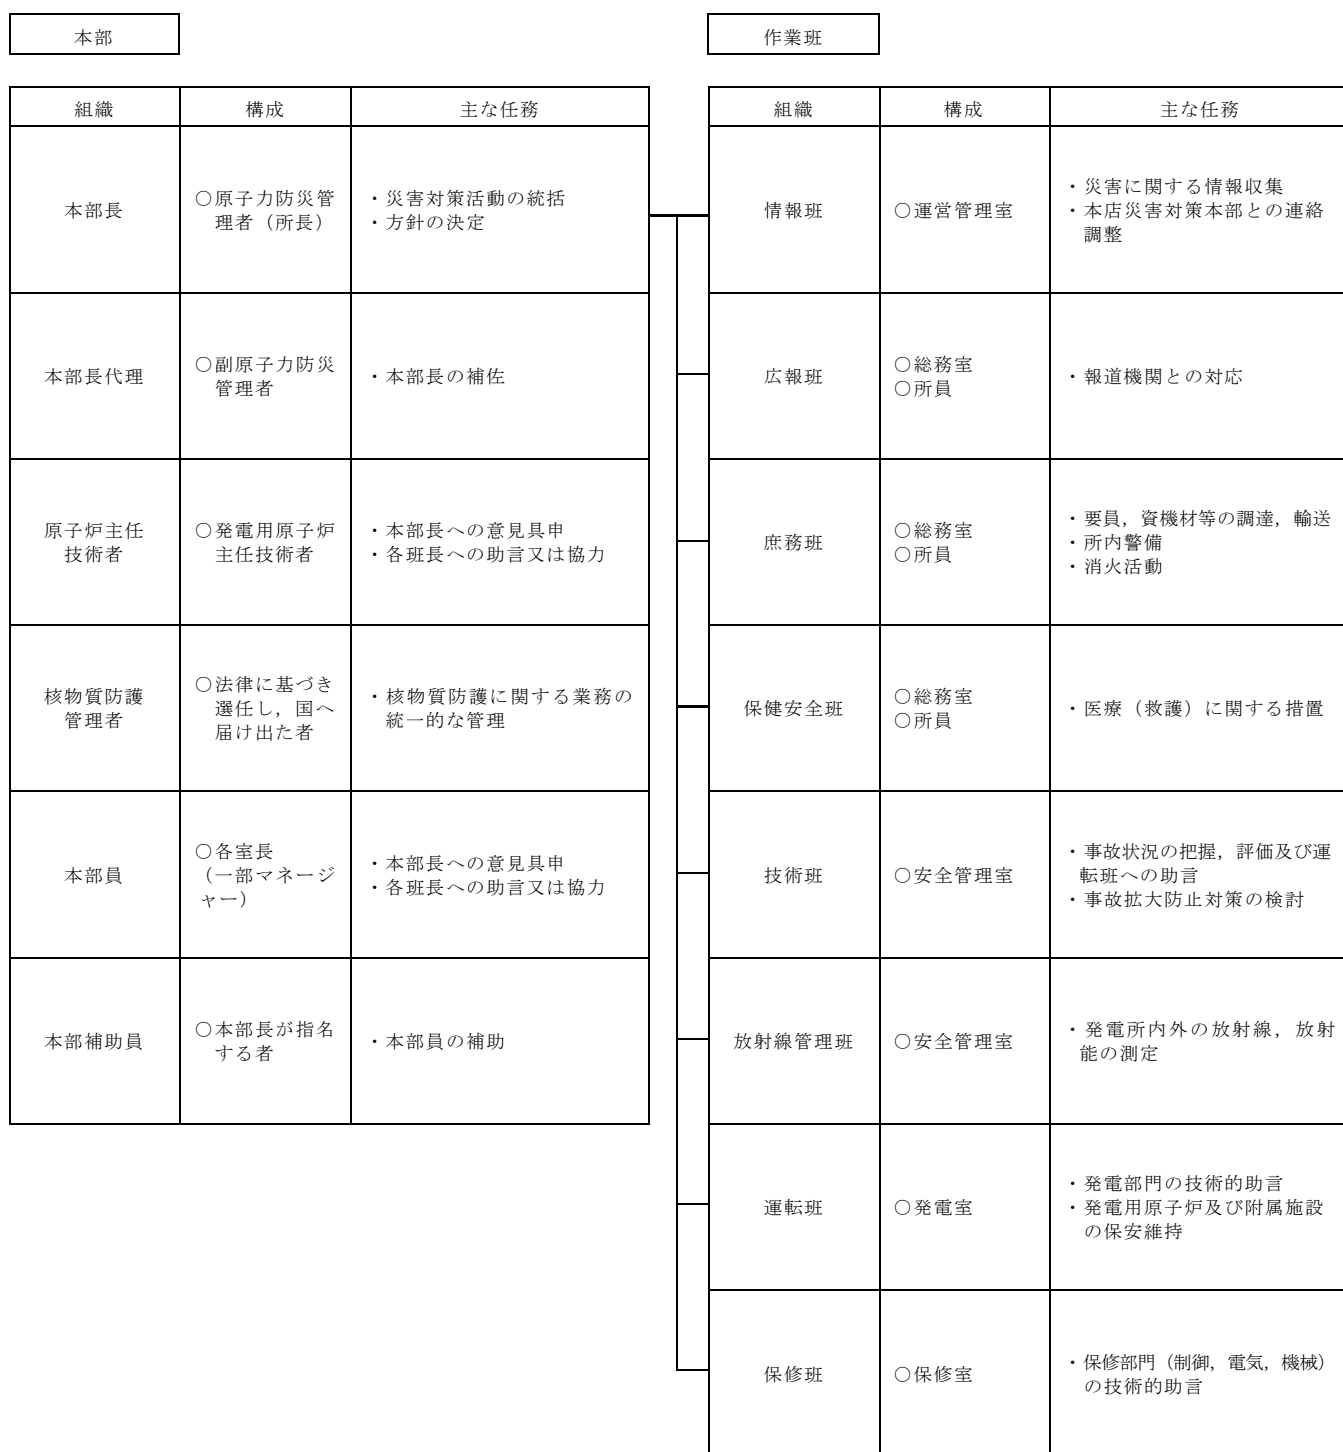 本部
組織
構成
主な任務
本部長
○原子力防災管
理者（所長）
・災害対策活動の統括
・方針の決定
本部長代理
○副原子力防災
管理者
・本部長の補佐
原子炉主任
技術者
○発電用原子炉
主任技術者
・本部長への意見具申
・各班長への助言又は協力
核物質防護
管理者
○法律に基づき
選任し，国へ
届け出た者
・核物質防護に関する業務の
統一的な管理
本部員
○各室長
（一部マネージ
ャー）
・本部長への意見具申
・各班長への助言又は協力
本部補助員
○本部長が指名
する者
・本部員の補助
作業班
組織
構成
主な任務
情報班
○運営管理室
・災害に関する情報収集
・本店災害対策本部との連絡
調整
広報班
○総務室
○所員
・報道機関との対応
庶務班
○総務室
○所員
・要員，資機材等の調達，輸送
・所内警備
・消火活動
保健安全班
○総務室
○所員
・医療（救護）に関する措置
技術班
○安全管理室
・事故状況の把握，評価及び運
転班への助言
・事故拡大防止対策の検討
放射線管理班
○安全管理室
・発電所内外の放射線，放射
能の測定
運転班
○発電室
・発電部門の技術的助言
・発電用原子炉及び附属施設
の保安維持
保修班
○保修室
・保修部門（制御，電気，機械）
の技術的助言